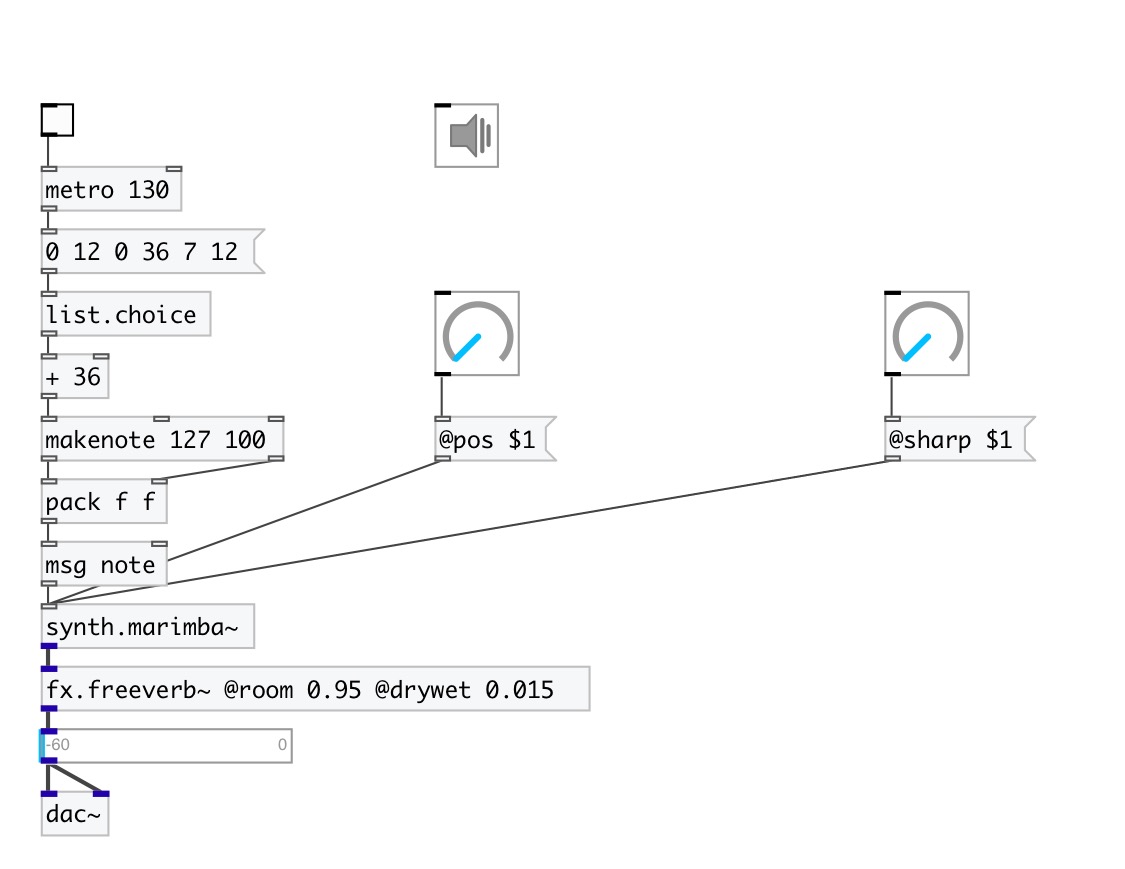 metro 130
0 12 0 36 7 12
list.choice
+ 36
makenote 127 100
@pos $1
@sharp $1
pack f f
msg note
synth.marimba~
fx.freeverb~ @room 0.95 @drywet 0.015
-60 0
dac~